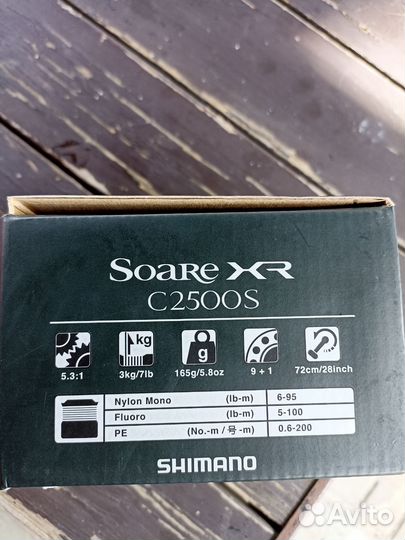 SOARE XR
C2500S
kg g
5.3:1 3kg/7lb 165g/5.8oz 9 + 1 72cm/28inch
Nylon Mono (lb-m) 6-95
Fluoro (lb-m) 5-100
PE (No.-m / 号-m) 0.6-200
SHIMANO
Avito